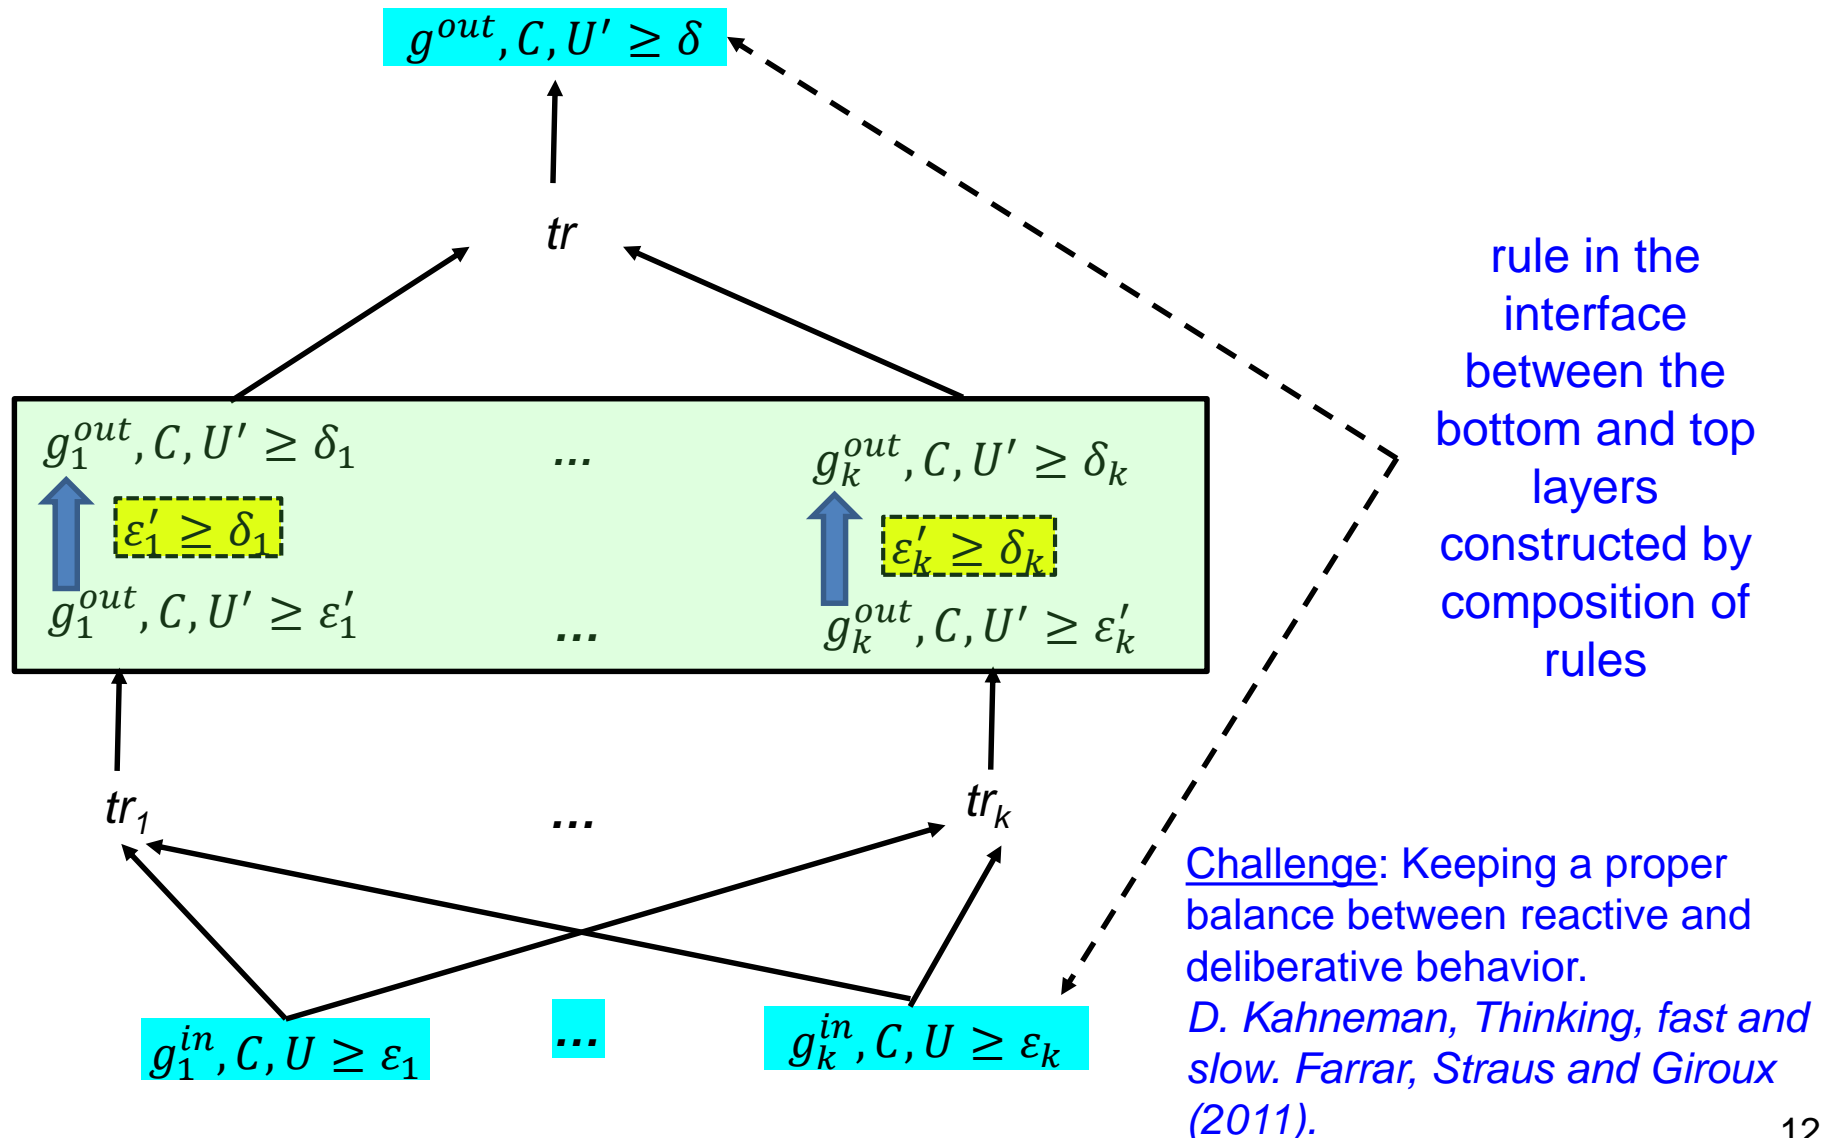 g^{out}, C, U′ ≥ δ
tr
rule in the
interface
between the
bottom and top
layers
constructed by
composition of
rules
g_1^{out}, C, U′ ≥ δ_1 ... g_k^{out}, C, U′ ≥ δ_k
ε′_1 ≥ δ_1 ε′_k ≥ δ_k
g_1^{out}, C, U′ ≥ ε′_1 ... g_k^{out}, C, U′ ≥ ε′_k
tr_1 ... tr_k
g_1^{in}, C, U ≥ ε_1 ... g_k^{in}, C, U ≥ ε_k
Challenge: Keeping a proper
balance between reactive and
deliberative behavior.
D. Kahneman, Thinking, fast and
slow. Farrar, Straus and Giroux
(2011).
12